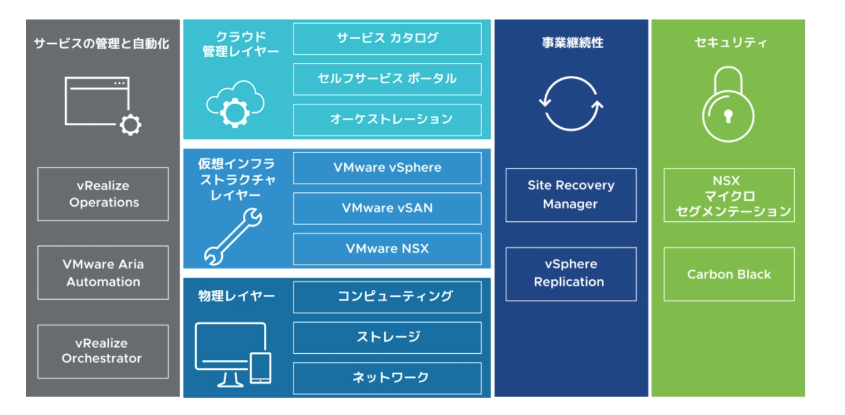 サービスの管理と自動化
vRealize
Operations
VMware Aria
Automation
vRealize
Orchestrator
クラウド
管理レイヤー
サービス カタログ
セルフサービス ポータル
オーケストレーション
仮想インフラ
ストラクチャ
レイヤー
VMware vSphere
VMware vSAN
VMware NSX
物理レイヤー
コンピューティング
ストレージ
ネットワーク
事業継続性
Site Recovery
Manager
vSphere
Replication
セキュリティ
NSX
マイクロ
セグメンテーション
Carbon Black